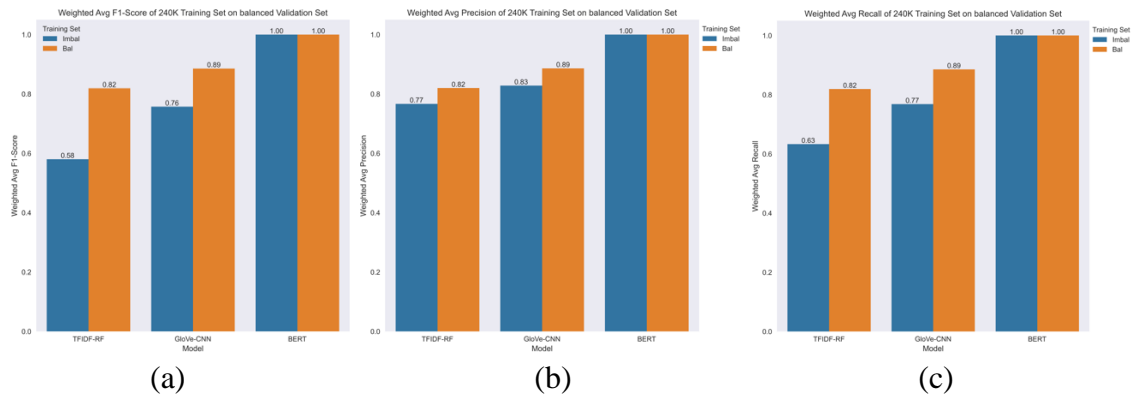 Weighted Avg F1-Score of 240K Training Set on balanced Validation Set
Training Set
Imbal
Bal
Weighted Avg F1-Score
1.0
0.8
0.6
0.4
0.2
0.0
0.58
0.82
0.76
0.89
1.00
1.00
TFIDF-RF
GloVe-CNN
BERT
Model
(a)
Weighted Avg Precision of 240K Training Set on balanced Validation Set
Training Set
Imbal
Bal
Weighted Avg Precision
1.0
0.8
0.6
0.4
0.2
0.0
0.77
0.82
0.83
0.89
1.00
1.00
TFIDF-RF
GloVe-CNN
BERT
Model
(b)
Weighted Avg Recall of 240K Training Set on balanced Validation Set
Training Set
Imbal
Bal
Weighted Avg Recall
1.0
0.8
0.6
0.4
0.2
0.0
0.63
0.82
0.77
0.89
1.00
1.00
TFIDF-RF
GloVe-CNN
BERT
Model
(c)